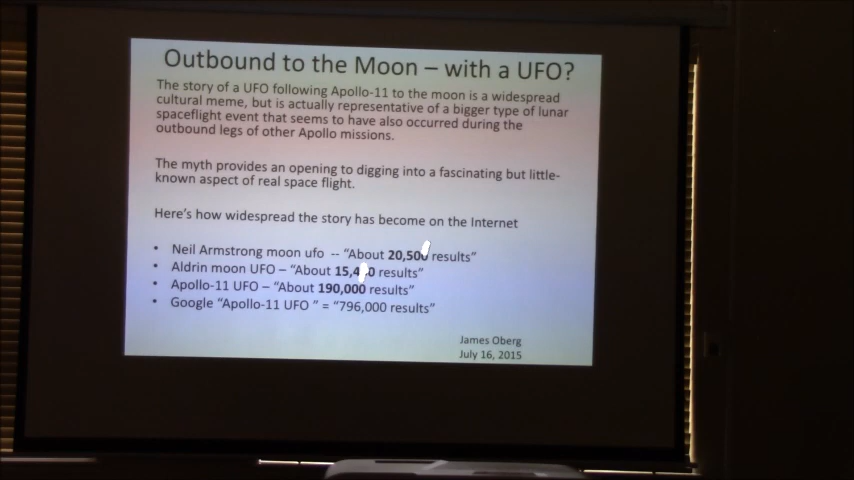 Outbound to the Moon – with a UFO?
The story of a UFO following Apollo-11 to the moon is a widespread
cultural meme, but is actually representative of a bigger type of lunar
spaceflight event that seems to have also occurred during the
outbound legs of other Apollo missions.
The myth provides an opening to digging into a fascinating but little-
known aspect of real space flight.
Here's how widespread the story has become on the Internet
• Neil Armstrong moon ufo -- "About 20,500 results"
• Aldrin moon UFO – "About results"
• Apollo-11 UFO – "About 190,000 results"
• Google "Apollo-11 UFO " = "796,000 results"
James Oberg
July 16, 2015